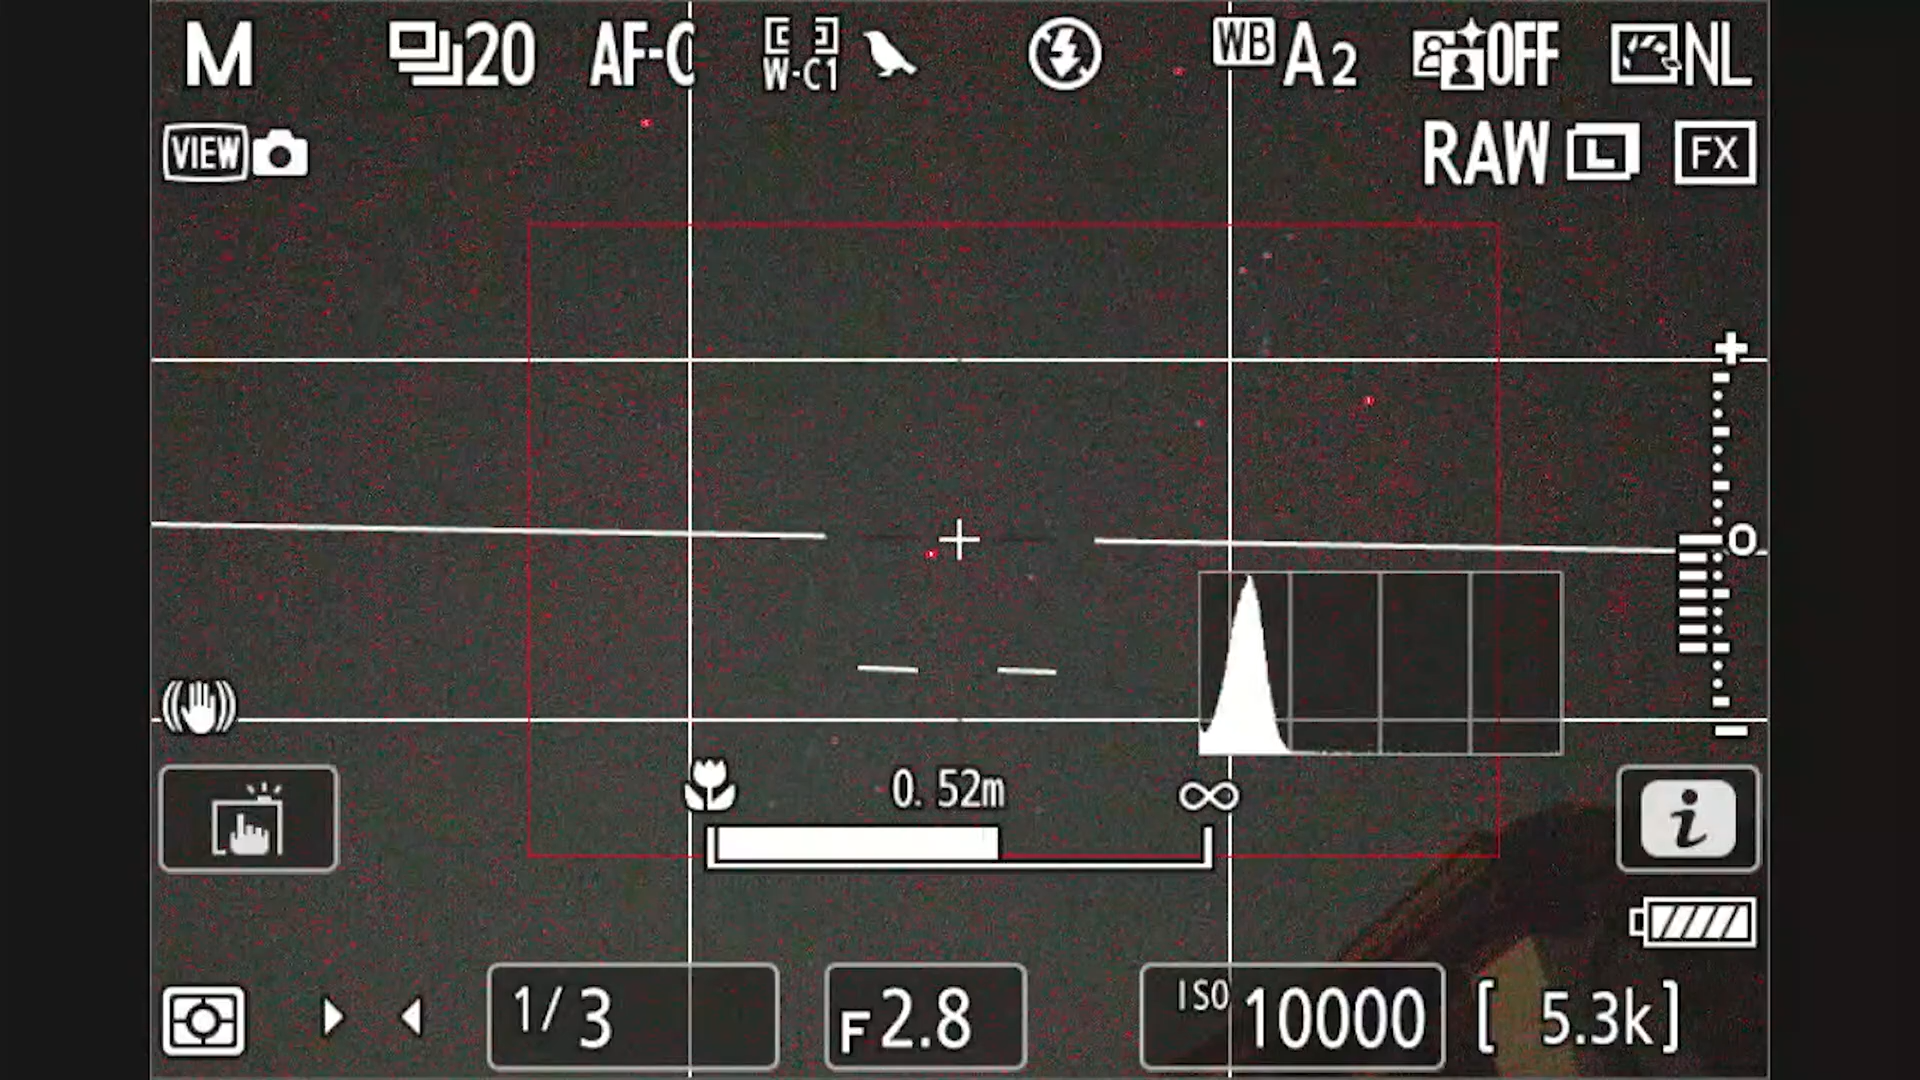 M 20 AF-C W-C1 WB A2 OFF NL
VIEW RAW L FX
0.52m ∞
i
1/3 F2.8 ISO 10000 [ 5.3k]